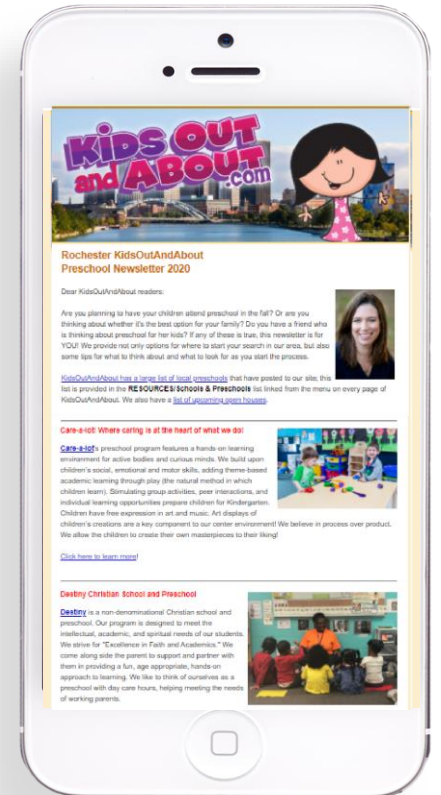 KIDS OUT
and ABOUT
.com
Rochester KidsOutAndAbout
Preschool Newsletter 2020
Dear KidsOutAndAbout readers:
Are you planning to have your children attend preschool in the fall? Or are you
thinking about whether it's the best option for your family? Do you have a friend who
is thinking about preschool for her kids? If any of these is true, this newsletter is for
YOU! We provide not only options for where to start your search in our area, but also
some tips for what to think about and what to look for as you start the process.
KidsOutAndAbout has a large list of local preschools that have posted to our site; this
list is provided in the RESOURCES/Schools & Preschools list linked from the menu on every page of
KidsOutAndAbout. We also have a list of upcoming open houses.
Care-a-lot: Where caring is at the heart of what we do!
Care-a-lot's preschool program features a hands-on learning
environment for active bodies and curious minds. We build upon
children's social, emotional and motor skills, adding theme-based
academic learning through play (the natural method in which
children learn). Stimulating group activities, peer interactions, and
individual learning opportunities prepare children for Kindergarten.
Children have free expression in art and music. Art displays of
children's creations are a key component to our center environment! We believe in process over product.
We allow the children to create their own masterpieces to their liking!
Click here to learn more!
Destiny Christian School and Preschool
Destiny is a non-denominational Christian school and
preschool. Our program is designed to meet the
intellectual, academic, and spiritual needs of our students.
We strive for "Excellence in Faith and Academics." We
come along side the parent to support and partner with
them in providing a fun, age appropriate, hands-on
approach to learning. We like to think of ourselves as a
preschool with day care hours, helping meeting the needs
of working parents.